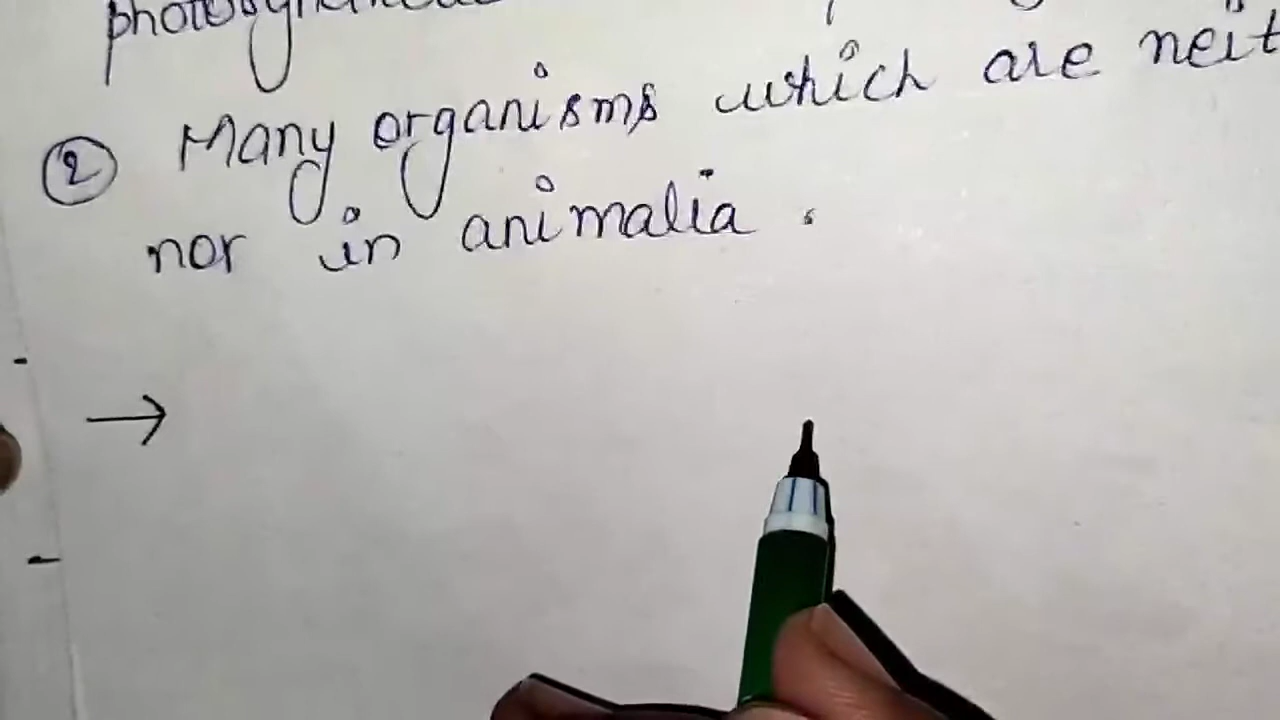 ② Many organisms which are neit
nor in animalia.
→